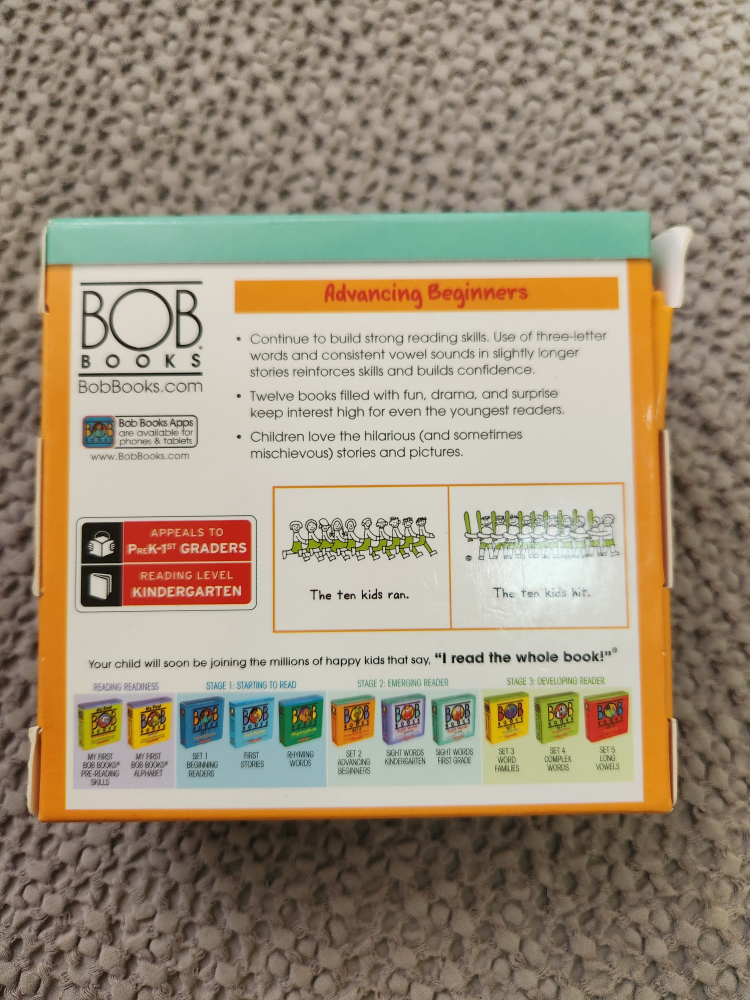 BOB
BOOKS®
BobBooks.com
Bob Books Apps
are available for
phones & tablets
www.BobBooks.com
Advancing Beginners
• Continue to build strong reading skills. Use of three-letter
words and consistent vowel sounds in slightly longer
stories reinforces skills and builds confidence.
• Twelve books filled with fun, drama, and surprise
keep interest high for even the youngest readers.
• Children love the hilarious (and sometimes
mischievous) stories and pictures.
APPEALS TO
PREK-1ST GRADERS
READING LEVEL
KINDERGARTEN
The ten kids ran.
The ten kids hit.
Your child will soon be joining the millions of happy kids that say, "I read the whole book!"®
READING READINESS
MY FIRST
BOB BOOKS®
PRE-READING
SKILLS
MY FIRST
BOB BOOKS®
ALPHABET
STAGE 1: STARTING TO READ
SET 1
BEGINNING
READERS
FIRST
STORIES
RHYMING
WORDS
STAGE 2: EMERGING READER
SET 2
ADVANCING
BEGINNERS
SIGHT WORDS
KINDERGARTEN
SIGHT WORDS
FIRST GRADE
STAGE 3: DEVELOPING READER
SET 3
WORD
FAMILIES
SET 4
COMPLEX
WORDS
SET 5
LONG
VOWELS